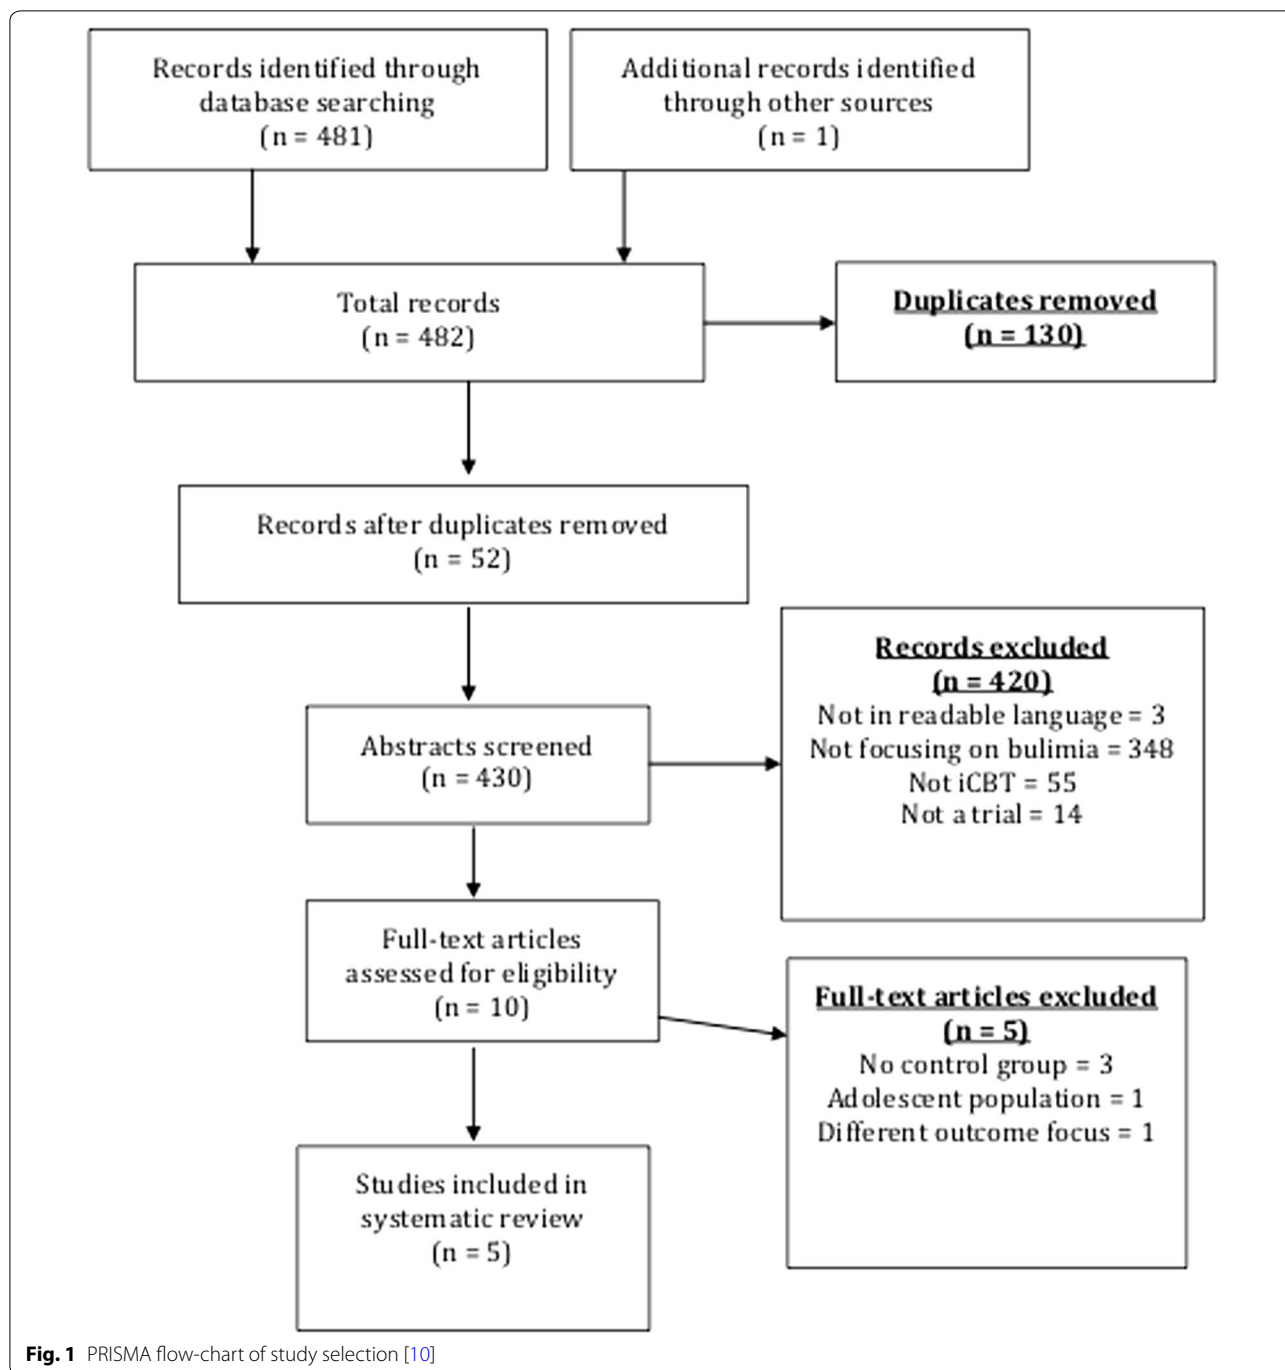 Records identified through
database searching
(n = 481)
Additional records identified
through other sources
(n = 1)
Total records
(n = 482)
Duplicates removed
(n = 130)
Records after duplicates removed
(n = 52)
Records excluded
(n = 420)
Not in readable language = 3
Not focusing on bulimia = 348
Not iCBT = 55
Not a trial = 14
Abstracts screened
(n = 430)
Full-text articles
assessed for eligibility
(n = 10)
Full-text articles excluded
(n = 5)
No control group = 3
Adolescent population = 1
Different outcome focus = 1
Studies included in
systematic review
(n = 5)
Fig. 1 PRISMA flow-chart of study selection [10]